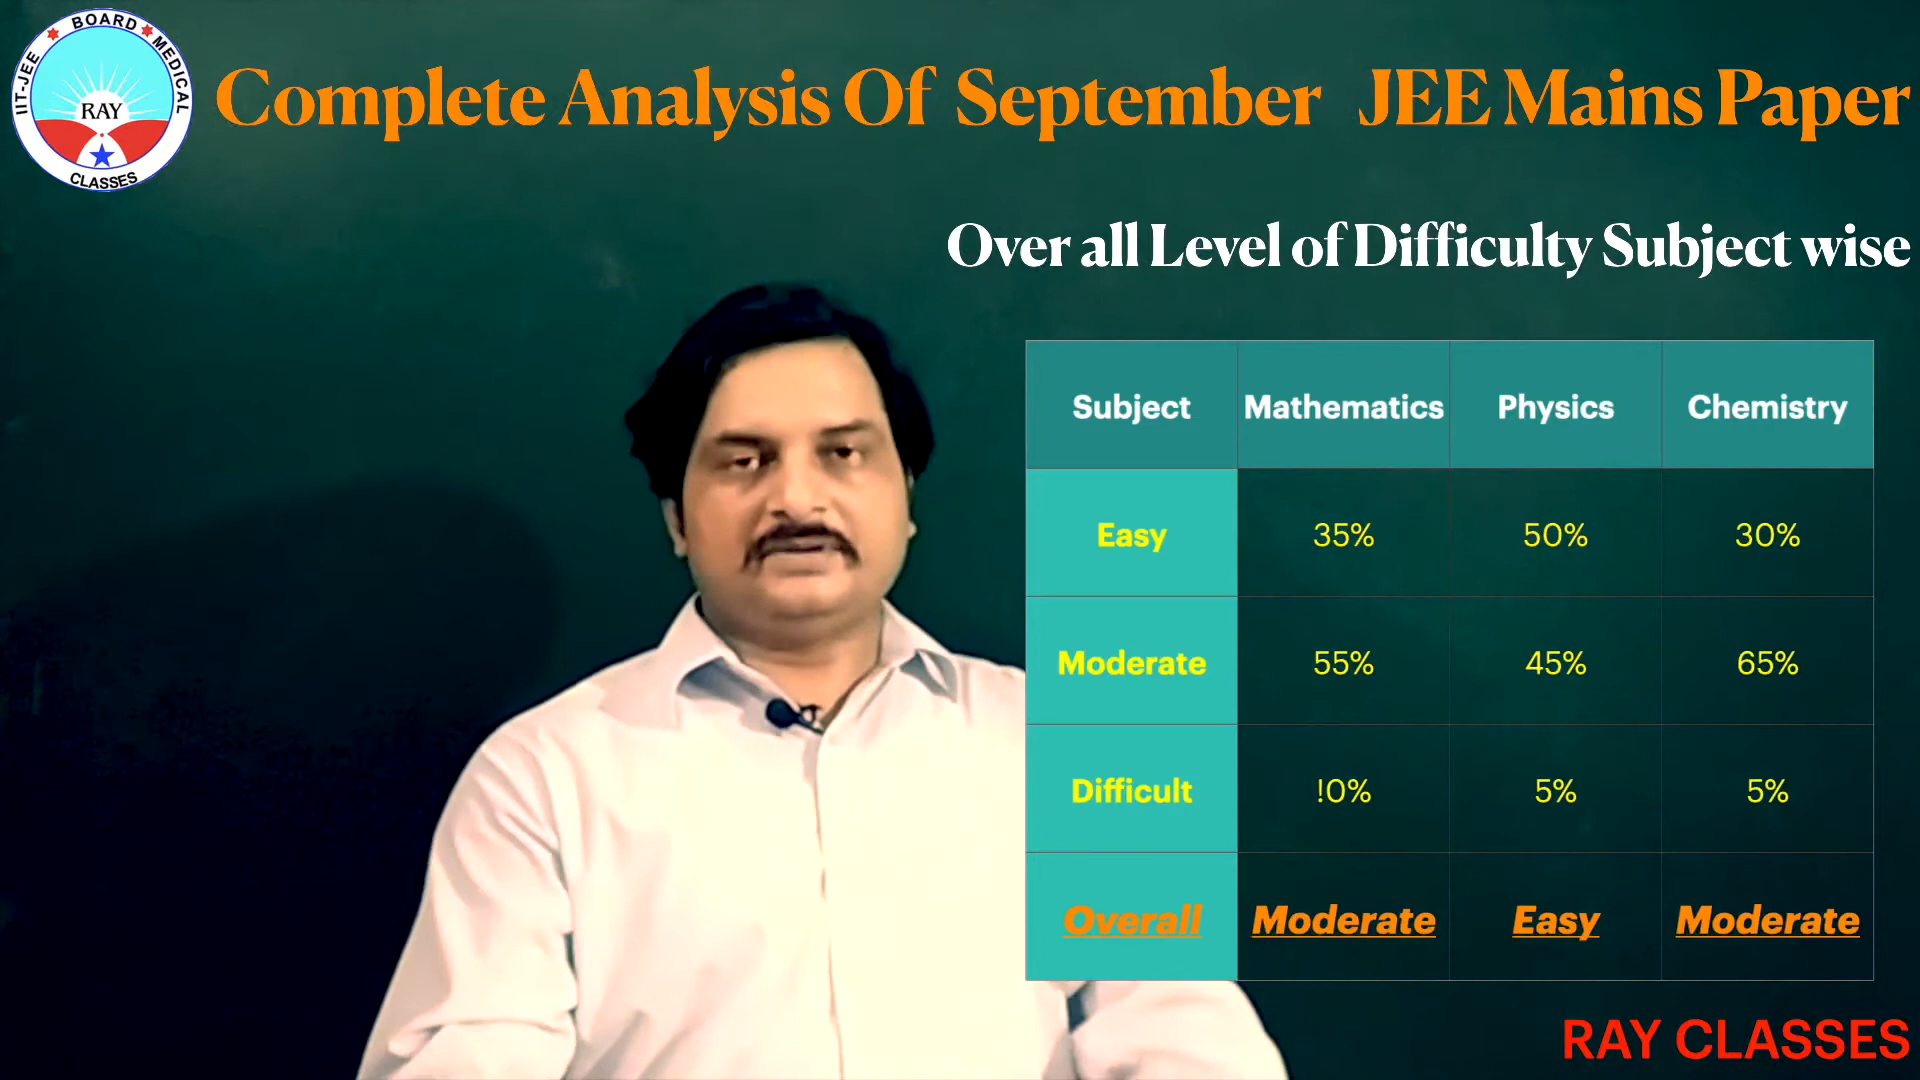 IIT-JEE BOARD MEDICAL
RAY
CLASSES
Complete Analysis Of September JEE Mains Paper
Over all Level of Difficulty Subject wise
Subject Mathematics Physics Chemistry
Easy 35% 50% 30%
Moderate 55% 45% 65%
Difficult !0% 5% 5%
Overall Moderate Easy Moderate
RAY CLASSES